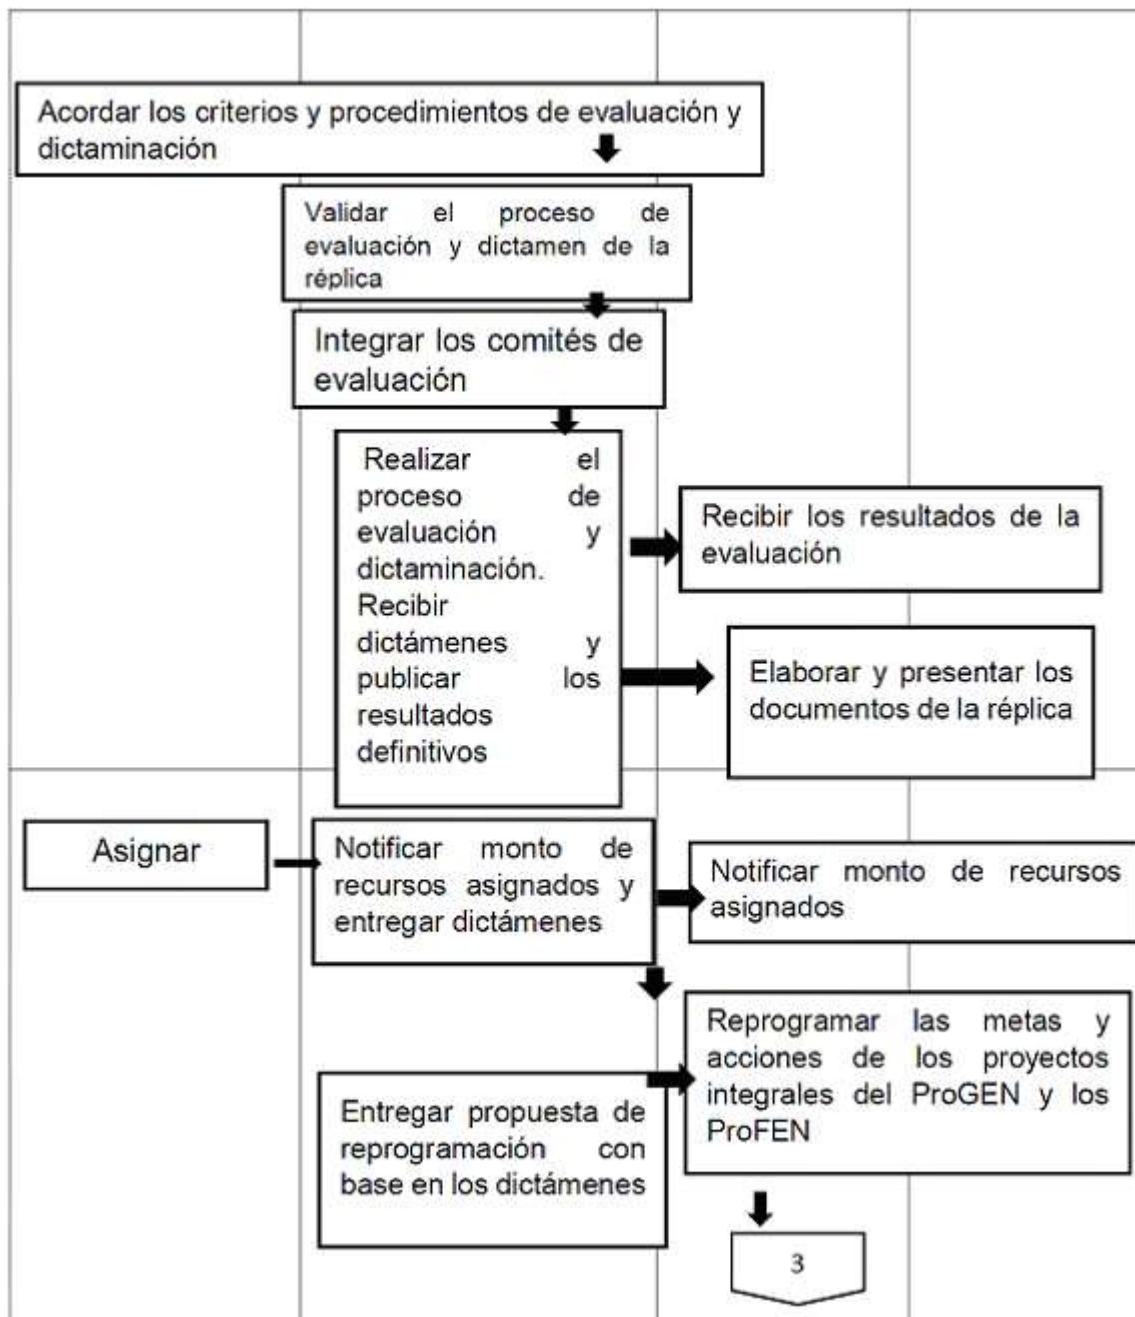 Acordar los criterios y procedimientos de evaluación y
dictaminación
Validar el proceso de
evaluación y dictamen de la
réplica
Integrar los comités de
evaluación
Realizar el
proceso de
evaluación y
dictaminación.
Recibir
dictámenes y
publicar los
resultados
definitivos
Recibir los resultados de la
evaluación
Elaborar y presentar los
documentos de la réplica
Asignar
Notificar monto de
recursos asignados y
entregar dictámenes
Notificar monto de recursos
asignados
Reprogramar las metas y
acciones de los proyectos
integrales del ProGEN y los
ProFEN
Entregar propuesta de
reprogramación con
base en los dictámenes
3